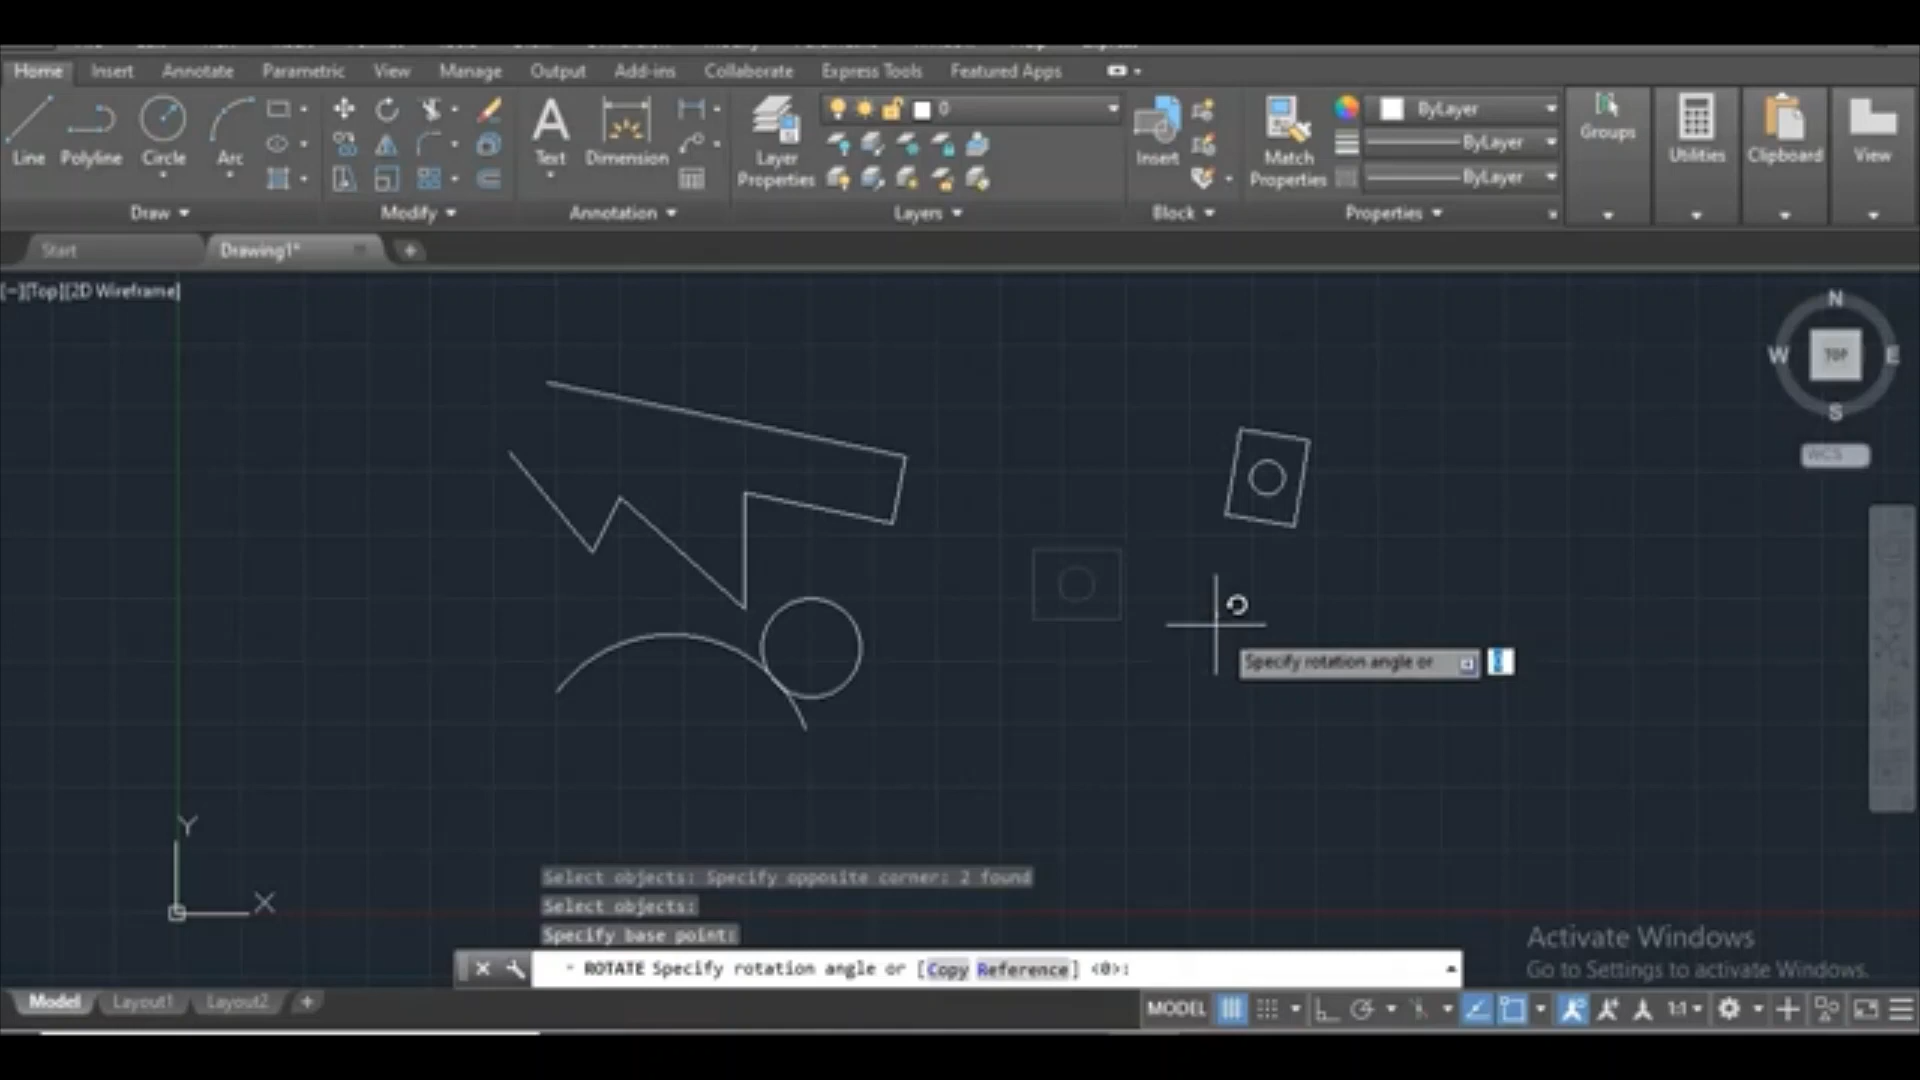 Home Insert Annotate Parametric View Manage Output Add-ins Collaborate Express Tools Featured Apps
0
ByLayer
Groups
Line Polyline Circle Arc
Text Dimension
Layer Properties
Insert
Match Properties
ByLayer
ByLayer
Utilities Clipboard View
Draw Modify Annotation Layers Block Properties
Start Drawing1*
[−][Top][2D Wireframe]
N
W TOP E
S
WCS
Specify rotation angle or
Y
X
Select objects: Specify opposite corner: 2 found
Select objects:
Specify base point:
- ROTATE Specify rotation angle or [Copy Reference] <0>:
Activate Windows
Go to Settings to activate Windows.
Model Layout1 Layout2 +
MODEL 1:1